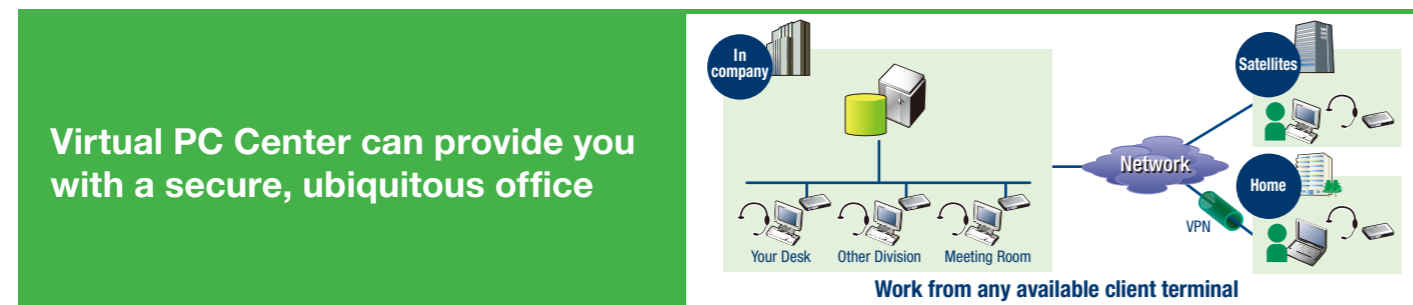 Virtual PC Center can provide you
with a secure, ubiquitous office
In
company
Your Desk
Other Division
Meeting Room
Network
Satellites
Home
VPN
Work from any available client terminal